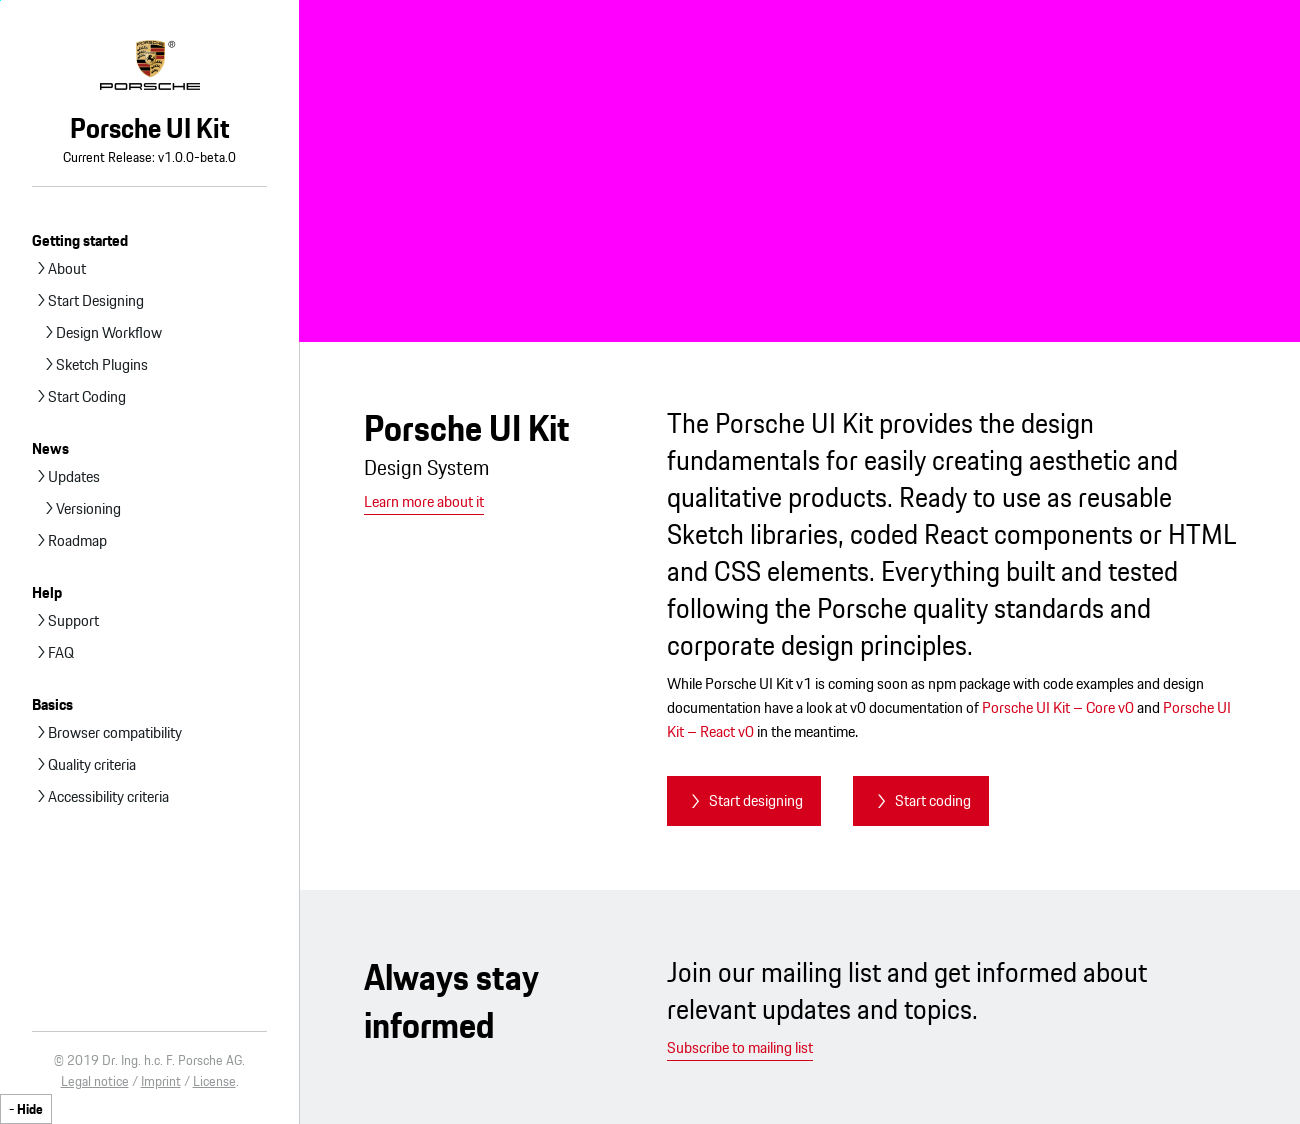 PORSCHE
®
Porsche UI Kit
Current Release: v1.0.0-beta.0
Getting started
About
Start Designing
Design Workflow
Sketch Plugins
Start Coding
News
Updates
Versioning
Roadmap
Help
Support
FAQ
Basics
Browser compatibility
Quality criteria
Accessibility criteria
© 2019 Dr. Ing. h.c. F. Porsche AG.
Legal notice / Imprint / License.
- Hide
Porsche UI Kit
Design System
Learn more about it
The Porsche UI Kit provides the design
fundamentals for easily creating aesthetic and
qualitative products. Ready to use as reusable
Sketch libraries, coded React components or HTML
and CSS elements. Everything built and tested
following the Porsche quality standards and
corporate design principles.
While Porsche UI Kit v1 is coming soon as npm package with code examples and design
documentation have a look at v0 documentation of Porsche UI Kit – Core v0 and Porsche UI
Kit – React v0 in the meantime.
Start designing
Start coding
Always stay
informed
Join our mailing list and get informed about
relevant updates and topics.
Subscribe to mailing list